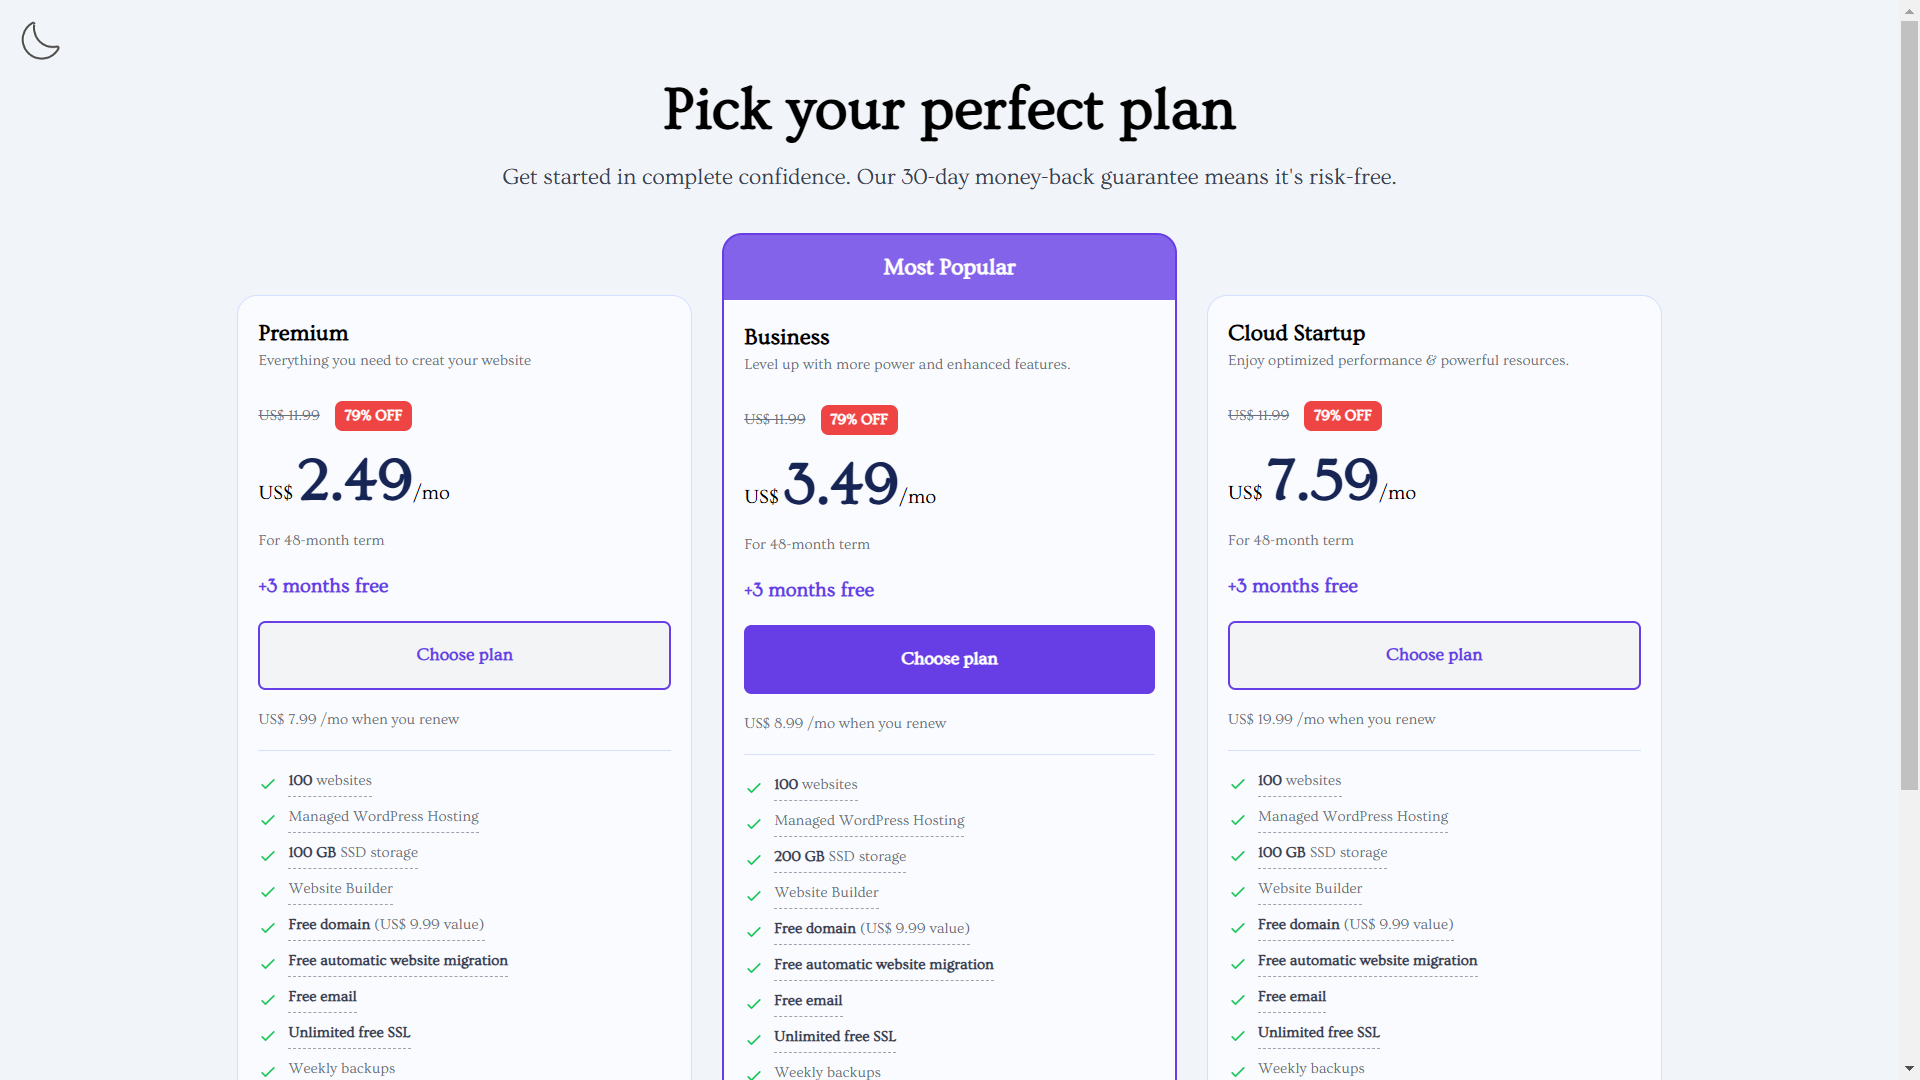 Pick your perfect plan
Get started in complete confidence. Our 30-day money-back guarantee means it's risk-free.
Premium
Everything you need to creat your website
US$ 11.99 79% OFF
US$ 2.49/mo
For 48-month term
+3 months free
Choose plan
US$ 7.99 /mo when you renew
100 websites
Managed WordPress Hosting
100 GB SSD storage
Website Builder
Free domain (US$ 9.99 value)
Free automatic website migration
Free email
Unlimited free SSL
Weekly backups
Most Popular
Business
Level up with more power and enhanced features.
US$ 11.99 79% OFF
US$ 3.49/mo
For 48-month term
+3 months free
Choose plan
US$ 8.99 /mo when you renew
100 websites
Managed WordPress Hosting
200 GB SSD storage
Website Builder
Free domain (US$ 9.99 value)
Free automatic website migration
Free email
Unlimited free SSL
Weekly backups
Cloud Startup
Enjoy optimized performance & powerful resources.
US$ 11.99 79% OFF
US$ 7.59/mo
For 48-month term
+3 months free
Choose plan
US$ 19.99 /mo when you renew
100 websites
Managed WordPress Hosting
100 GB SSD storage
Website Builder
Free domain (US$ 9.99 value)
Free automatic website migration
Free email
Unlimited free SSL
Weekly backups